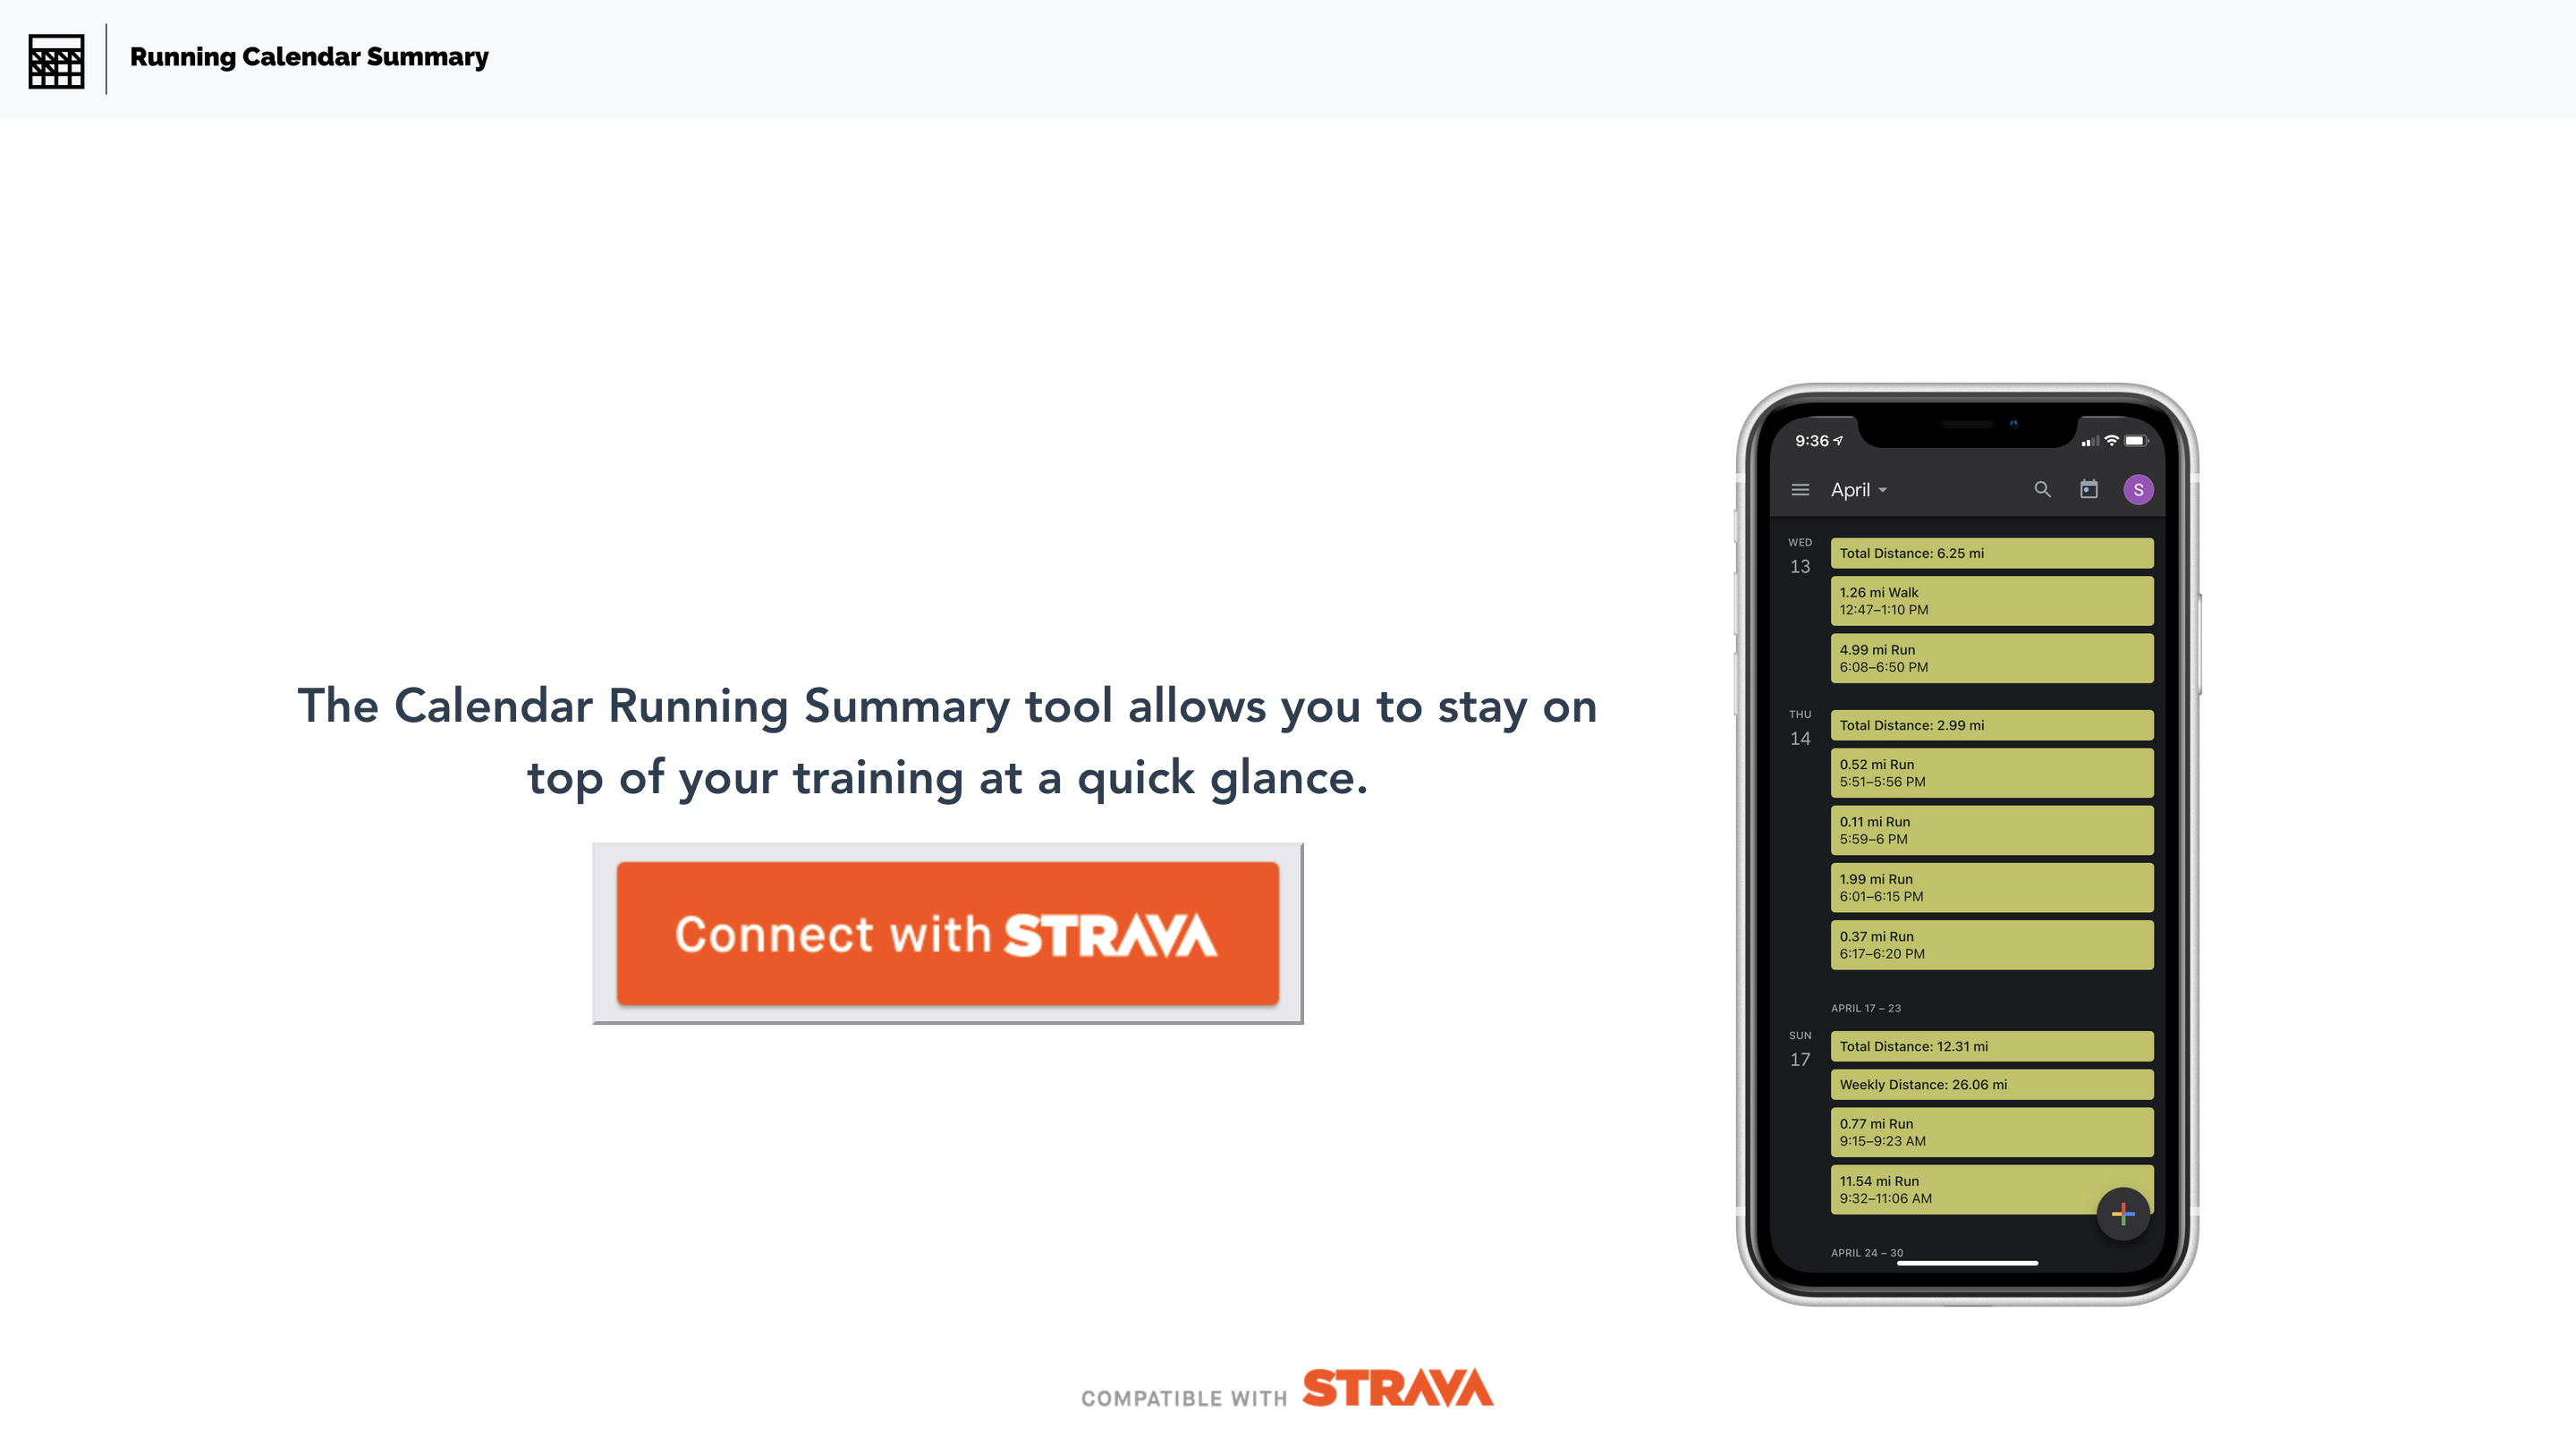 Running Calendar Summary
The Calendar Running Summary tool allows you to stay on
top of your training at a quick glance.
Connect with STRAVA
9:36
April
S
WED
13
Total Distance: 6.25 mi
1.26 mi Walk
12:47–1:10 PM
4.99 mi Run
6:08–6:50 PM
THU
14
Total Distance: 2.99 mi
0.52 mi Run
5:51–5:56 PM
0.11 mi Run
5:59–6 PM
1.99 mi Run
6:01–6:15 PM
0.37 mi Run
6:17–6:20 PM
APRIL 17 – 23
SUN
17
Total Distance: 12.31 mi
Weekly Distance: 26.06 mi
0.77 mi Run
9:15–9:23 AM
11.54 mi Run
9:32–11:06 AM
APRIL 24 – 30
COMPATIBLE WITH STRAVA